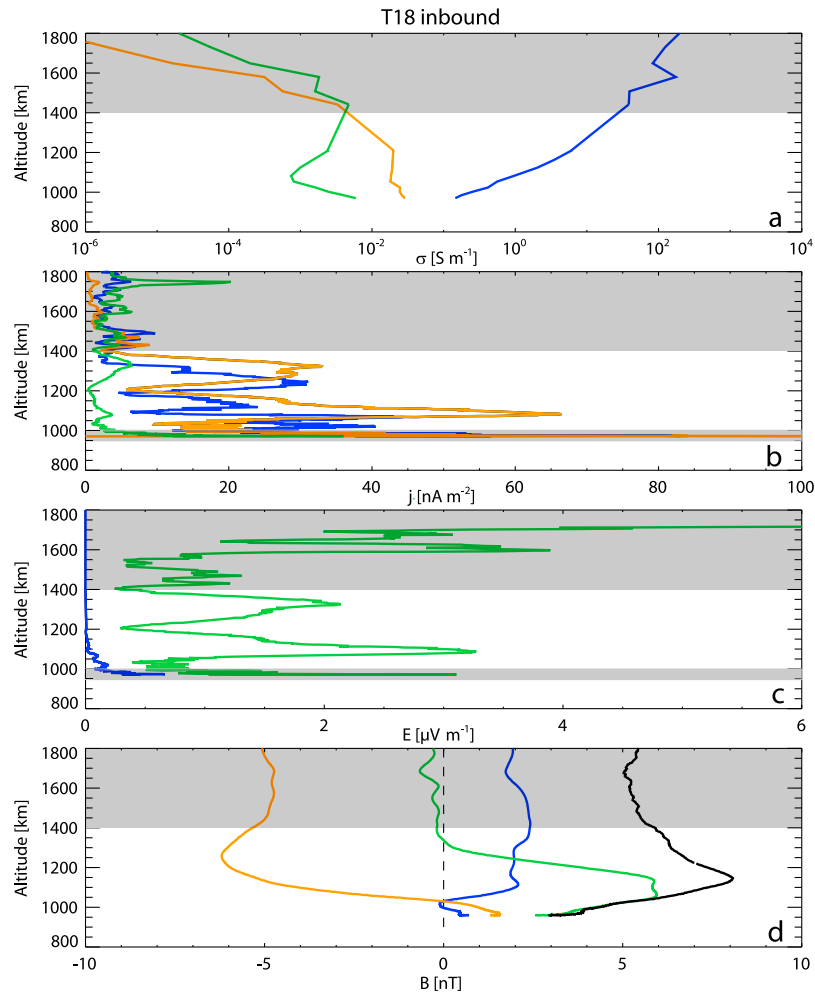 T18 inbound
1800
1600
1400
1200
1000
800
Altitude [km]
a
10⁻⁶ 10⁻⁴ 10⁻² 10⁰ 10² 10⁴
σ [S m⁻¹]
1800
1600
1400
1200
1000
800
Altitude [km]
b
0 20 40 60 80 100
j [nA m⁻²]
1800
1600
1400
1200
1000
800
Altitude [km]
c
0 2 4 6
E [μV m⁻¹]
1800
1600
1400
1200
1000
800
Altitude [km]
d
-10 -5 0 5 10
B [nT]